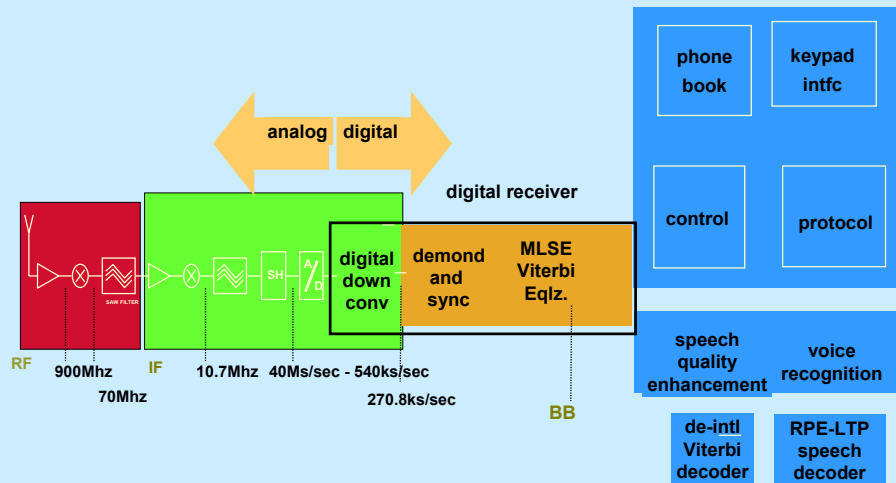 phone
book
keypad
intfc
analog
digital
digital receiver
control
protocol
SH
A/D
digital
down
conv
demond
and
sync
MLSE
Viterbi
Eqlz.
SAW FILTER
RF
900Mhz
70Mhz
IF
10.7Mhz
40Ms/sec - 540ks/sec
270.8ks/sec
BB
speech
quality
enhancement
voice
recognition
de-intl
Viterbi
decoder
RPE-LTP
speech
decoder